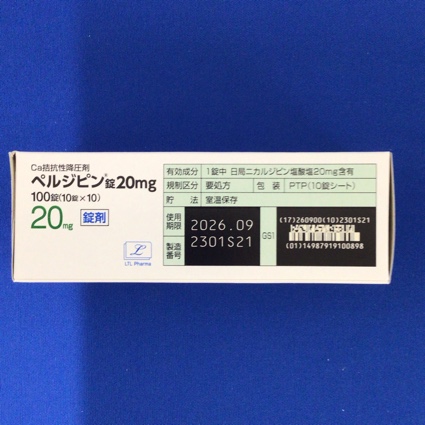 Ca拮抗性降圧剤
ペルジピン®錠20mg
100錠(10錠×10)
20mg 錠剤
LTL Pharma
有効成分 1錠中 日局ニカルジピン塩酸塩20mg含有
規制区分 要処方 包装 PTP(10錠シート)
貯法 室温保存
使用期限 2026.09
製造番号 2301S21
GS1
(17)260900(10)2301S21
(01)14987919100898